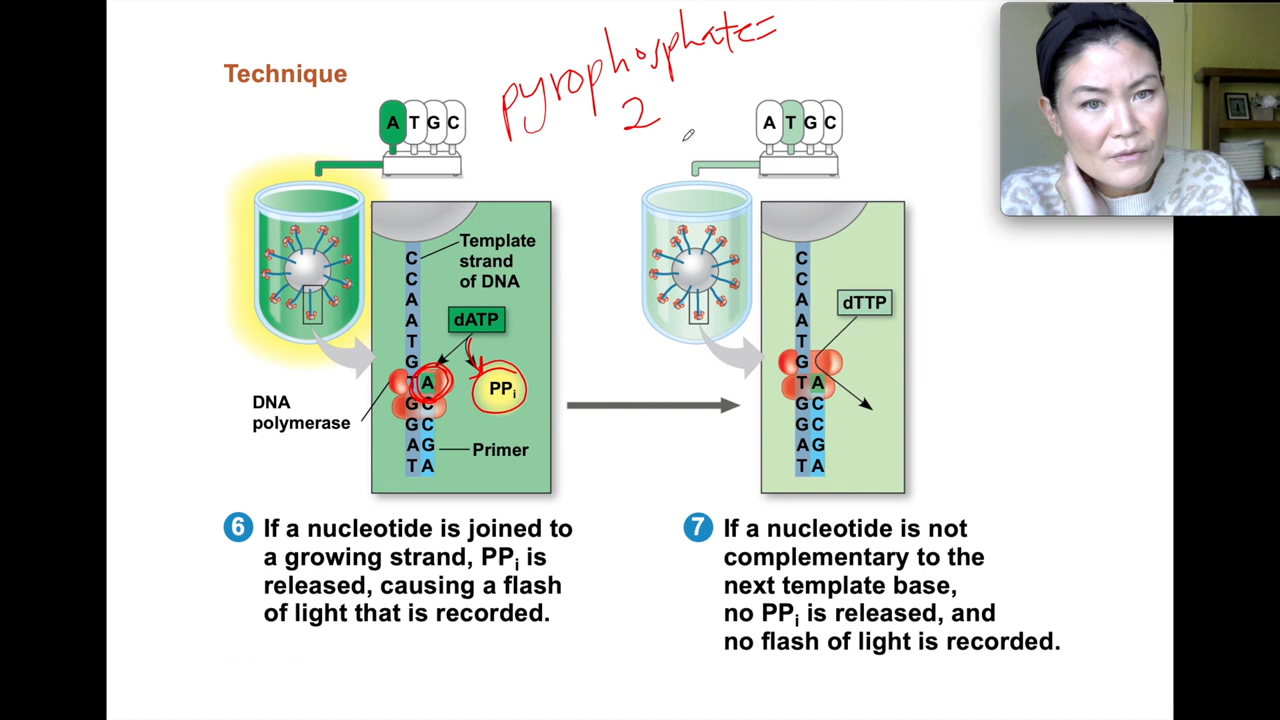 Technique
pyrophosphate =
2
A T G C
A T G C
Template
strand
of DNA
C
C
A
A
T
G
T A
G C
G C
A G
T A
dATP
PPi
DNA
polymerase
Primer
C
C
A
A
T
G
T A
G C
G C
A G
T A
dTTP
6 If a nucleotide is joined to
a growing strand, PPi is
released, causing a flash
of light that is recorded.
7 If a nucleotide is not
complementary to the
next template base,
no PPi is released, and
no flash of light is recorded.